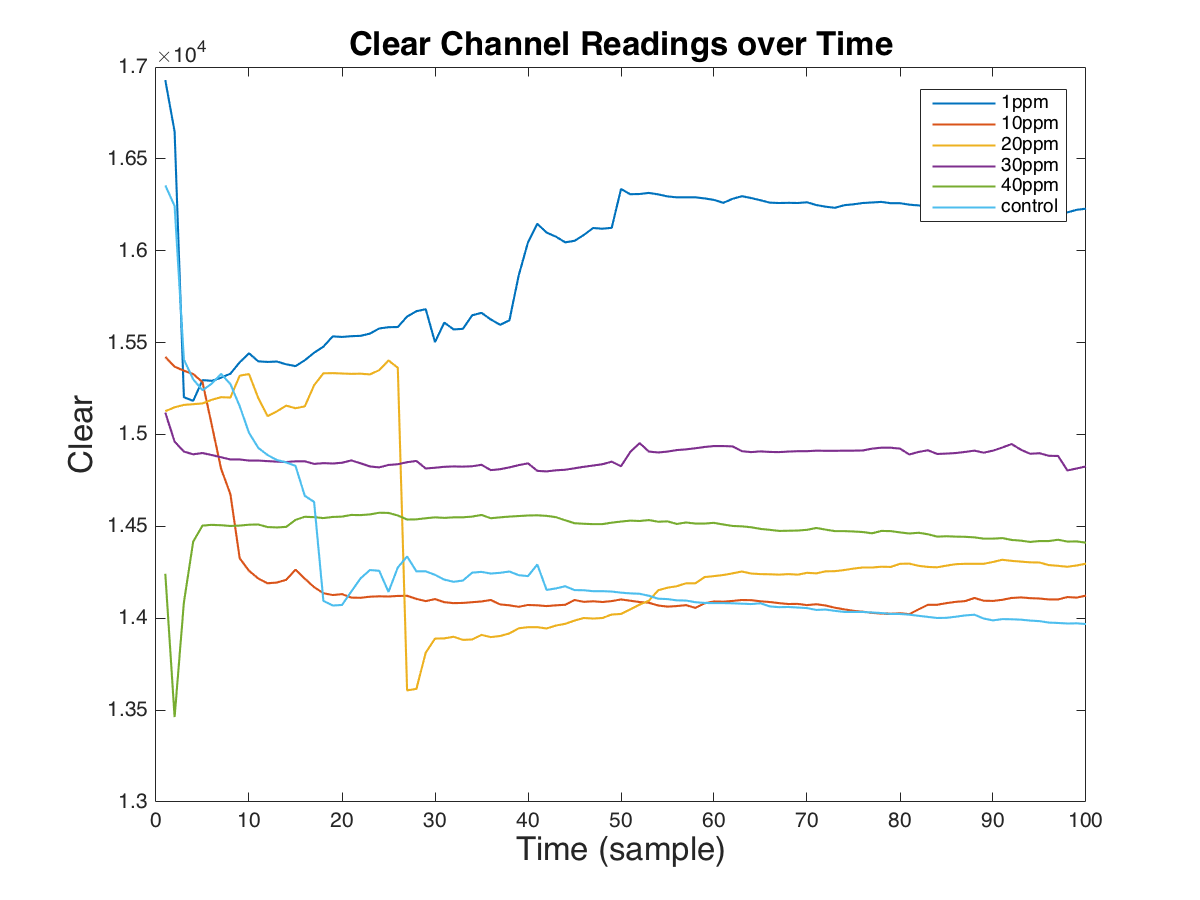 Clear Channel Readings over Time
×10⁴
1.7
1.65
1.6
1.55
1.5
1.45
1.4
1.35
1.3
Clear
1ppm
10ppm
20ppm
30ppm
40ppm
control
0 10 20 30 40 50 60 70 80 90 100
Time (sample)